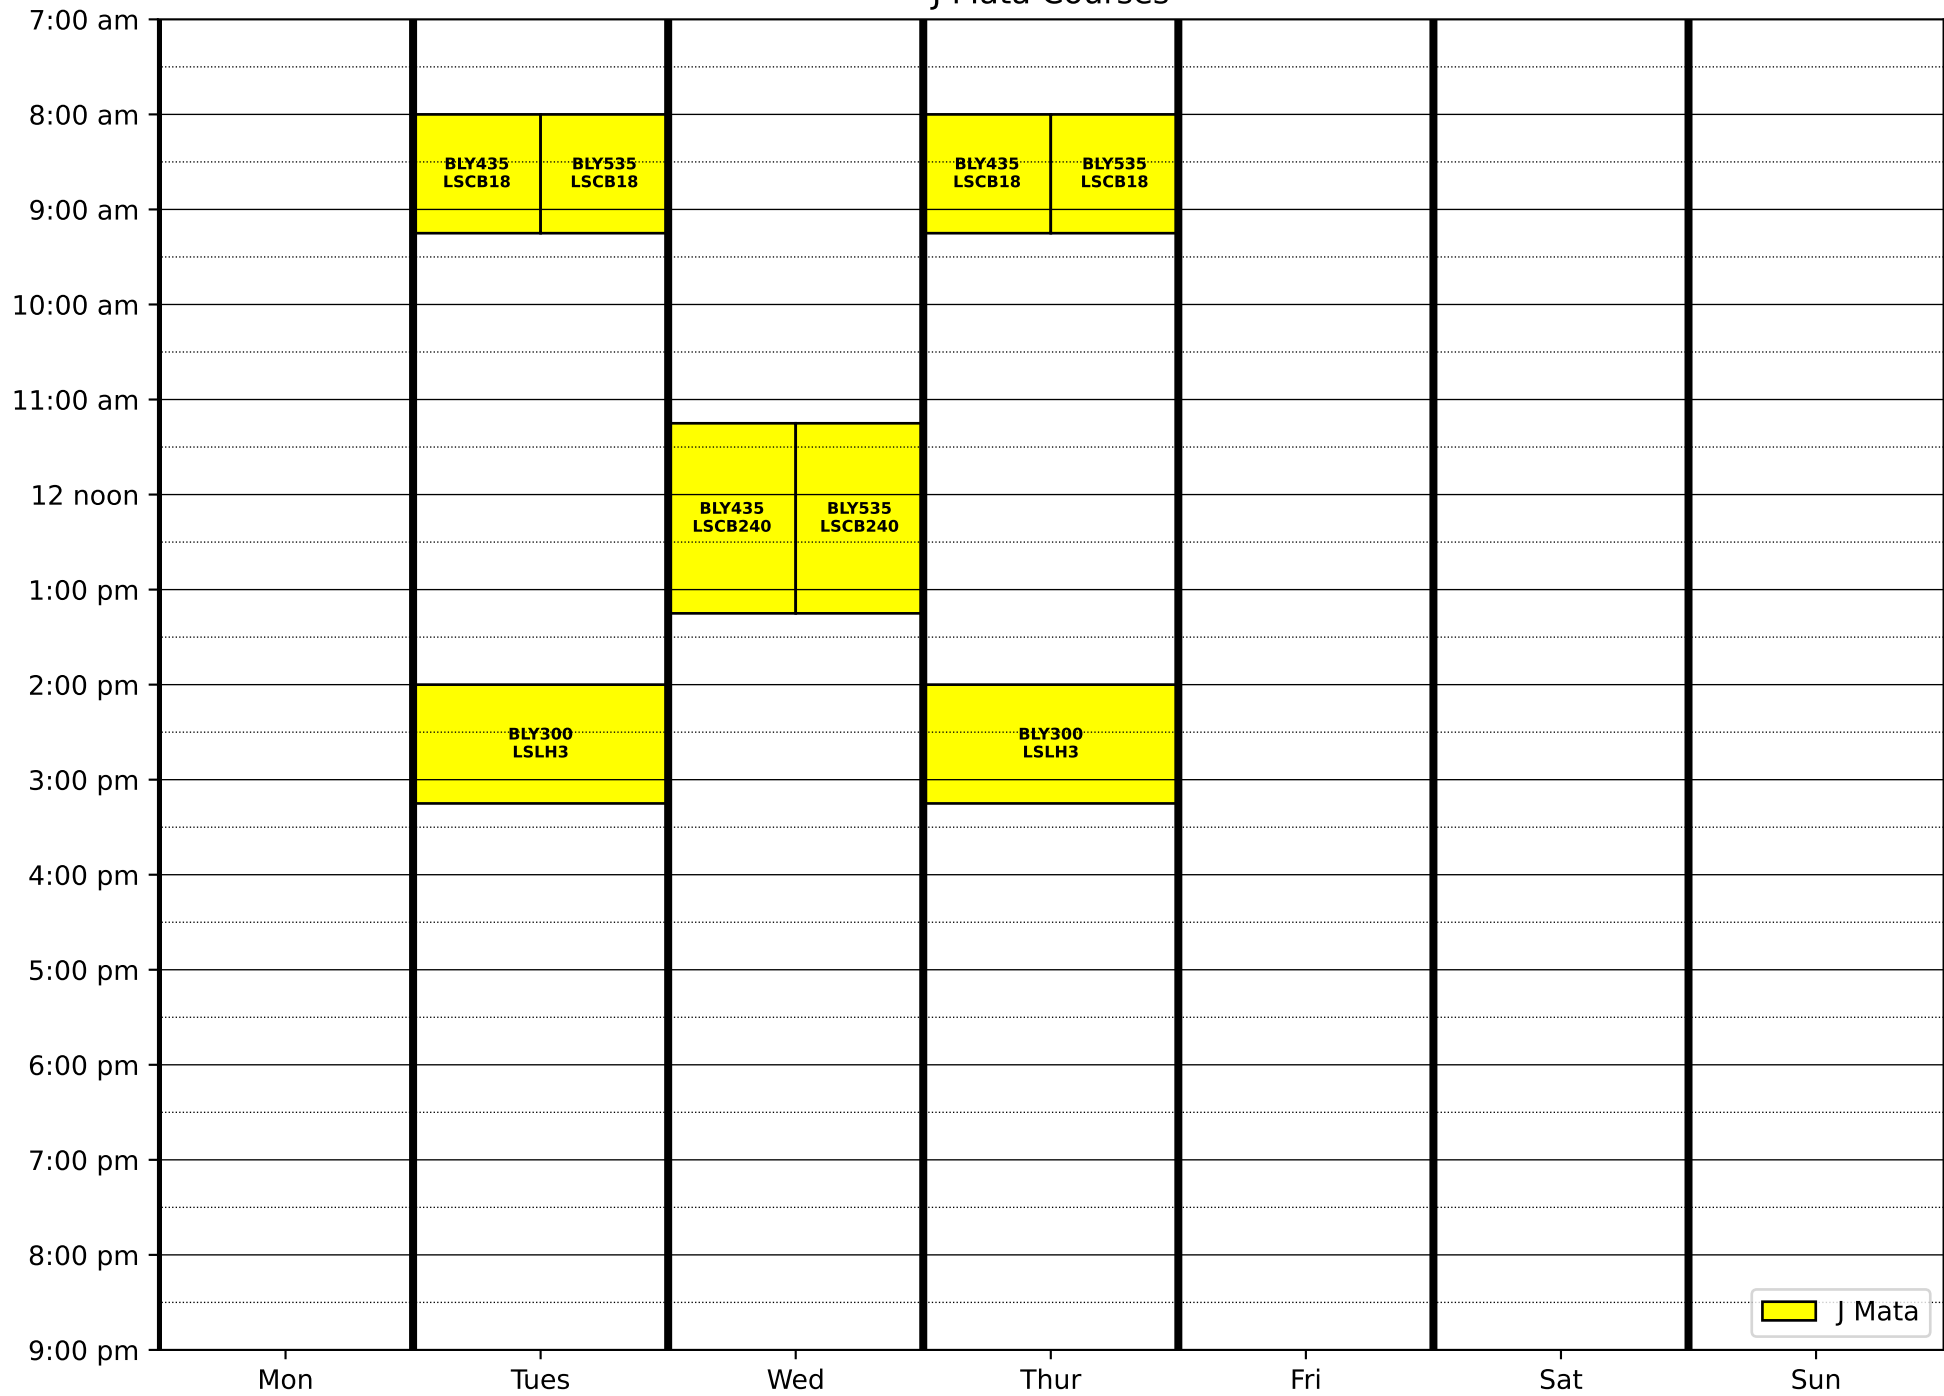 J Mata Courses
7:00 am
8:00 am
9:00 am
10:00 am
11:00 am
12 noon
1:00 pm
2:00 pm
3:00 pm
4:00 pm
5:00 pm
6:00 pm
7:00 pm
8:00 pm
9:00 pm
BLY435
LSCB18
BLY535
LSCB18
BLY435
LSCB18
BLY535
LSCB18
BLY435
LSCB240
BLY535
LSCB240
BLY300
LSLH3
BLY300
LSLH3
J Mata
Mon
Tues
Wed
Thur
Fri
Sat
Sun